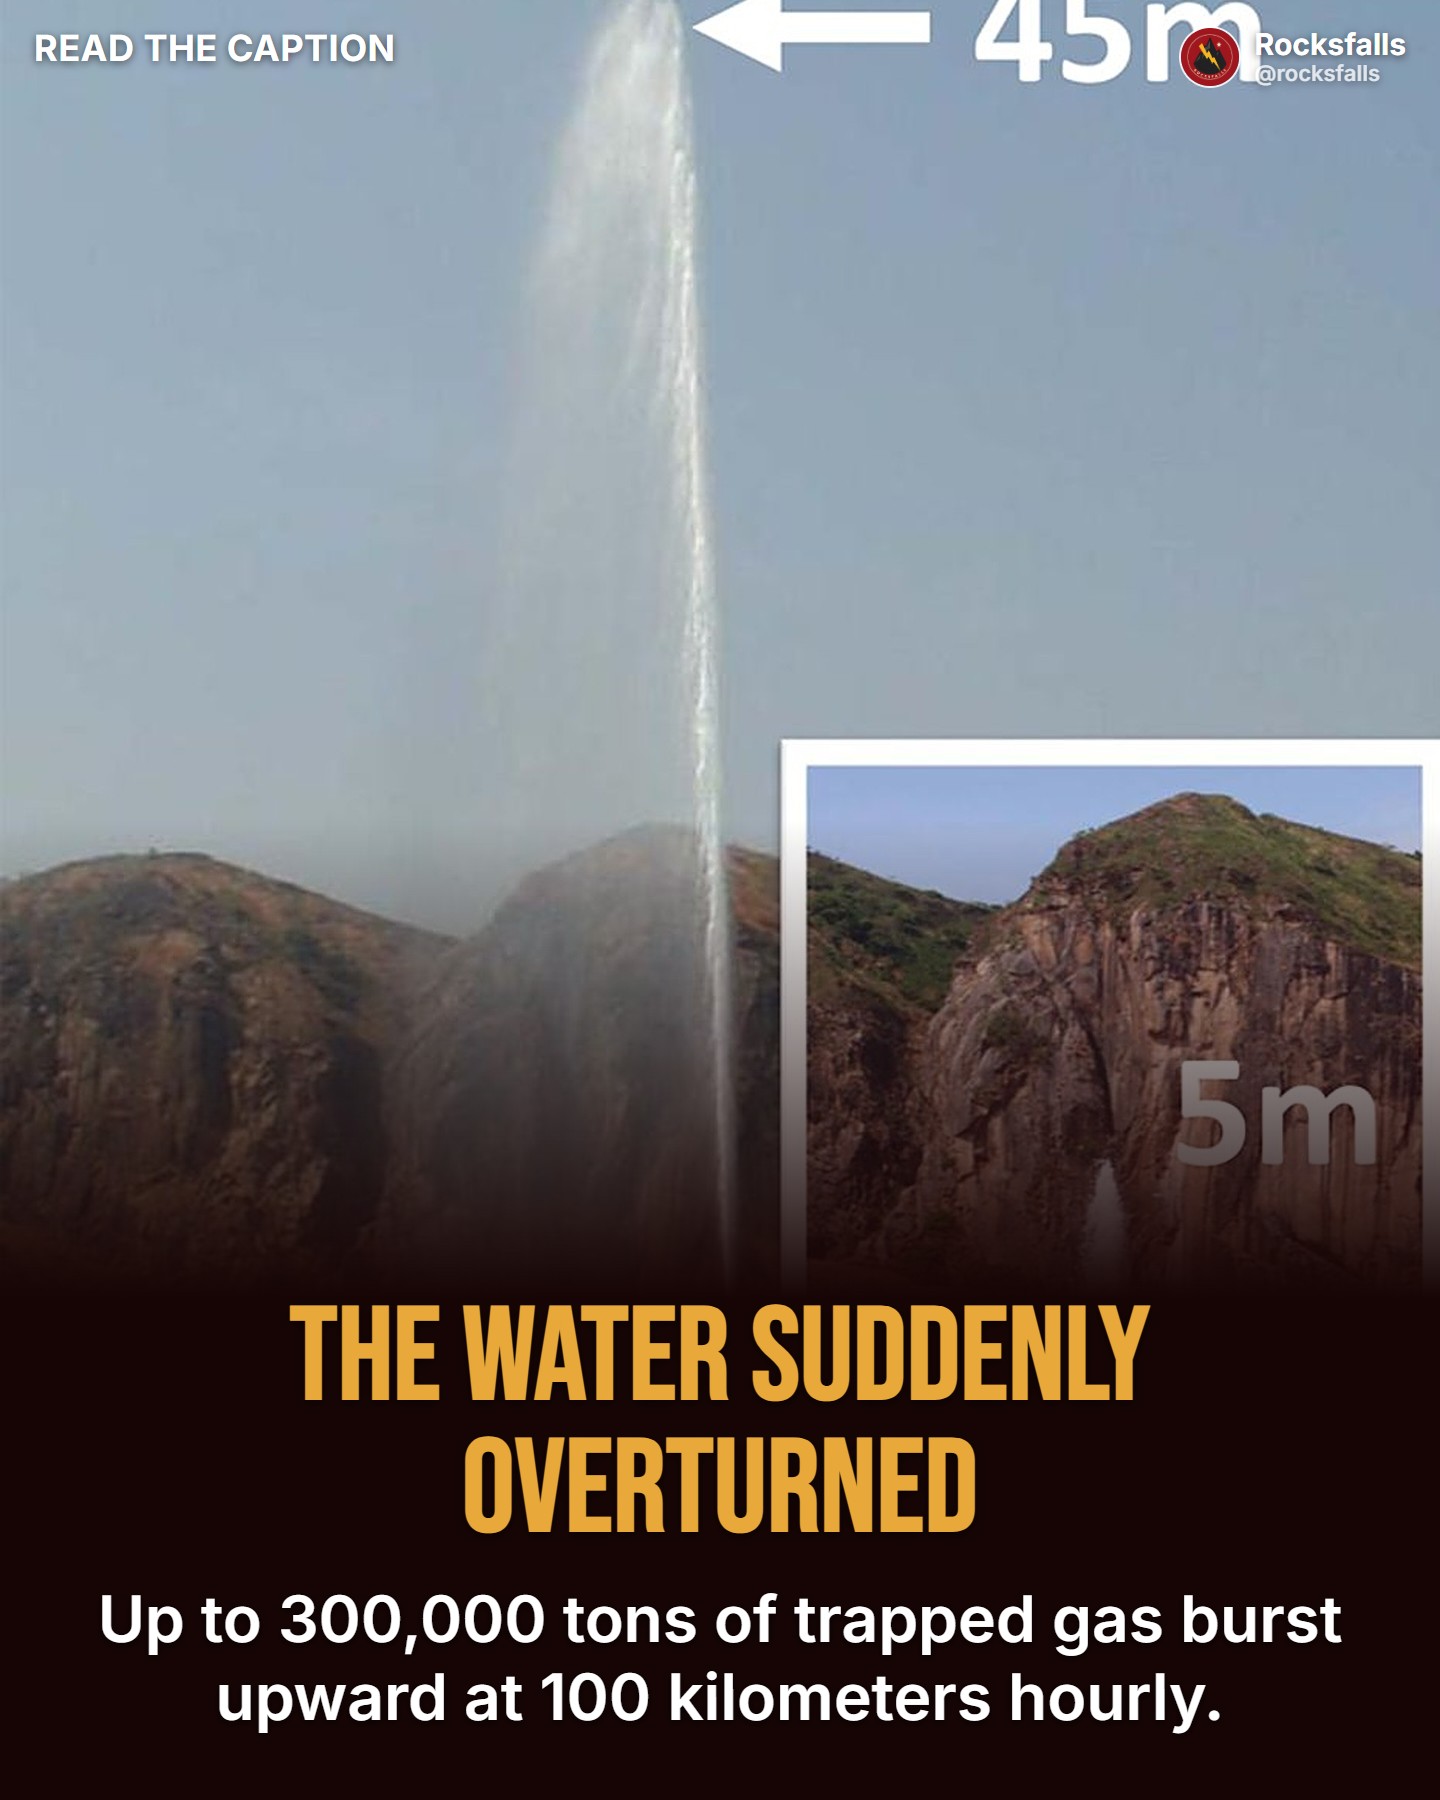 READ THE CAPTION
45m
Rocksfalls
@rocksfalls
5m
THE WATER SUDDENLY
OVERTURNED
Up to 300,000 tons of trapped gas burst
upward at 100 kilometers hourly.